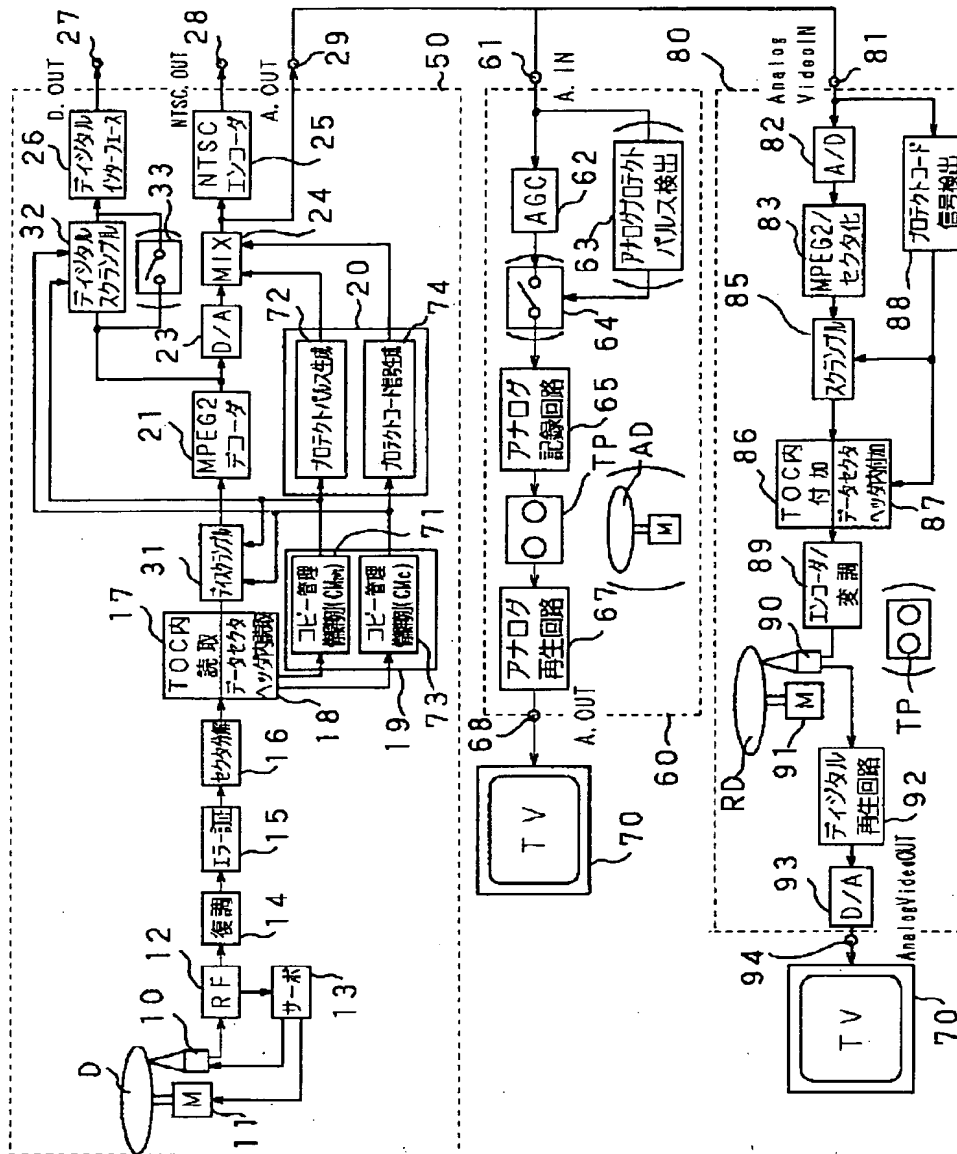 D
10
M
11
12
RF
サーボ
13
復調
14
エラー訂正
15
セクタ分解
16
17
TOC内
読取
データセクタ
ヘッダ内読取
18
ディスクランブル
31
コピー管理
71
コピー管理
73
19
MPEG2
デコーダ
21
プロテクトパルス生成
72
プロテクトコード信号生成
74
20
D/A
23
MIX
24
ディジタル
スクランブル
32
33
ディジタル
インターフェース
26
NTSC
エンコーダ
25
D.OUT
27
NTSC.OUT
28
A.OUT
29
50
61
A.IN
AGC
62
アナログプロテクト
パルス検出
63
64
アナログ
記録回路
65
TP
AD
M
アナログ
再生回路
67
68
A.OUT
60
TV
70
80
Analog
VideoIN
81
A/D
82
MPEG2/
セクタ化
83
プロテクトコード
信号検出
88
スクランブル
85
TOC内
付加
データセクタ
ヘッダ内付加
86
87
エンコーダ/
変調
89
90
RD
M
91
TP
ディジタル
再生回路
92
D/A
93
AnalogVideoOUT
94
TV
70